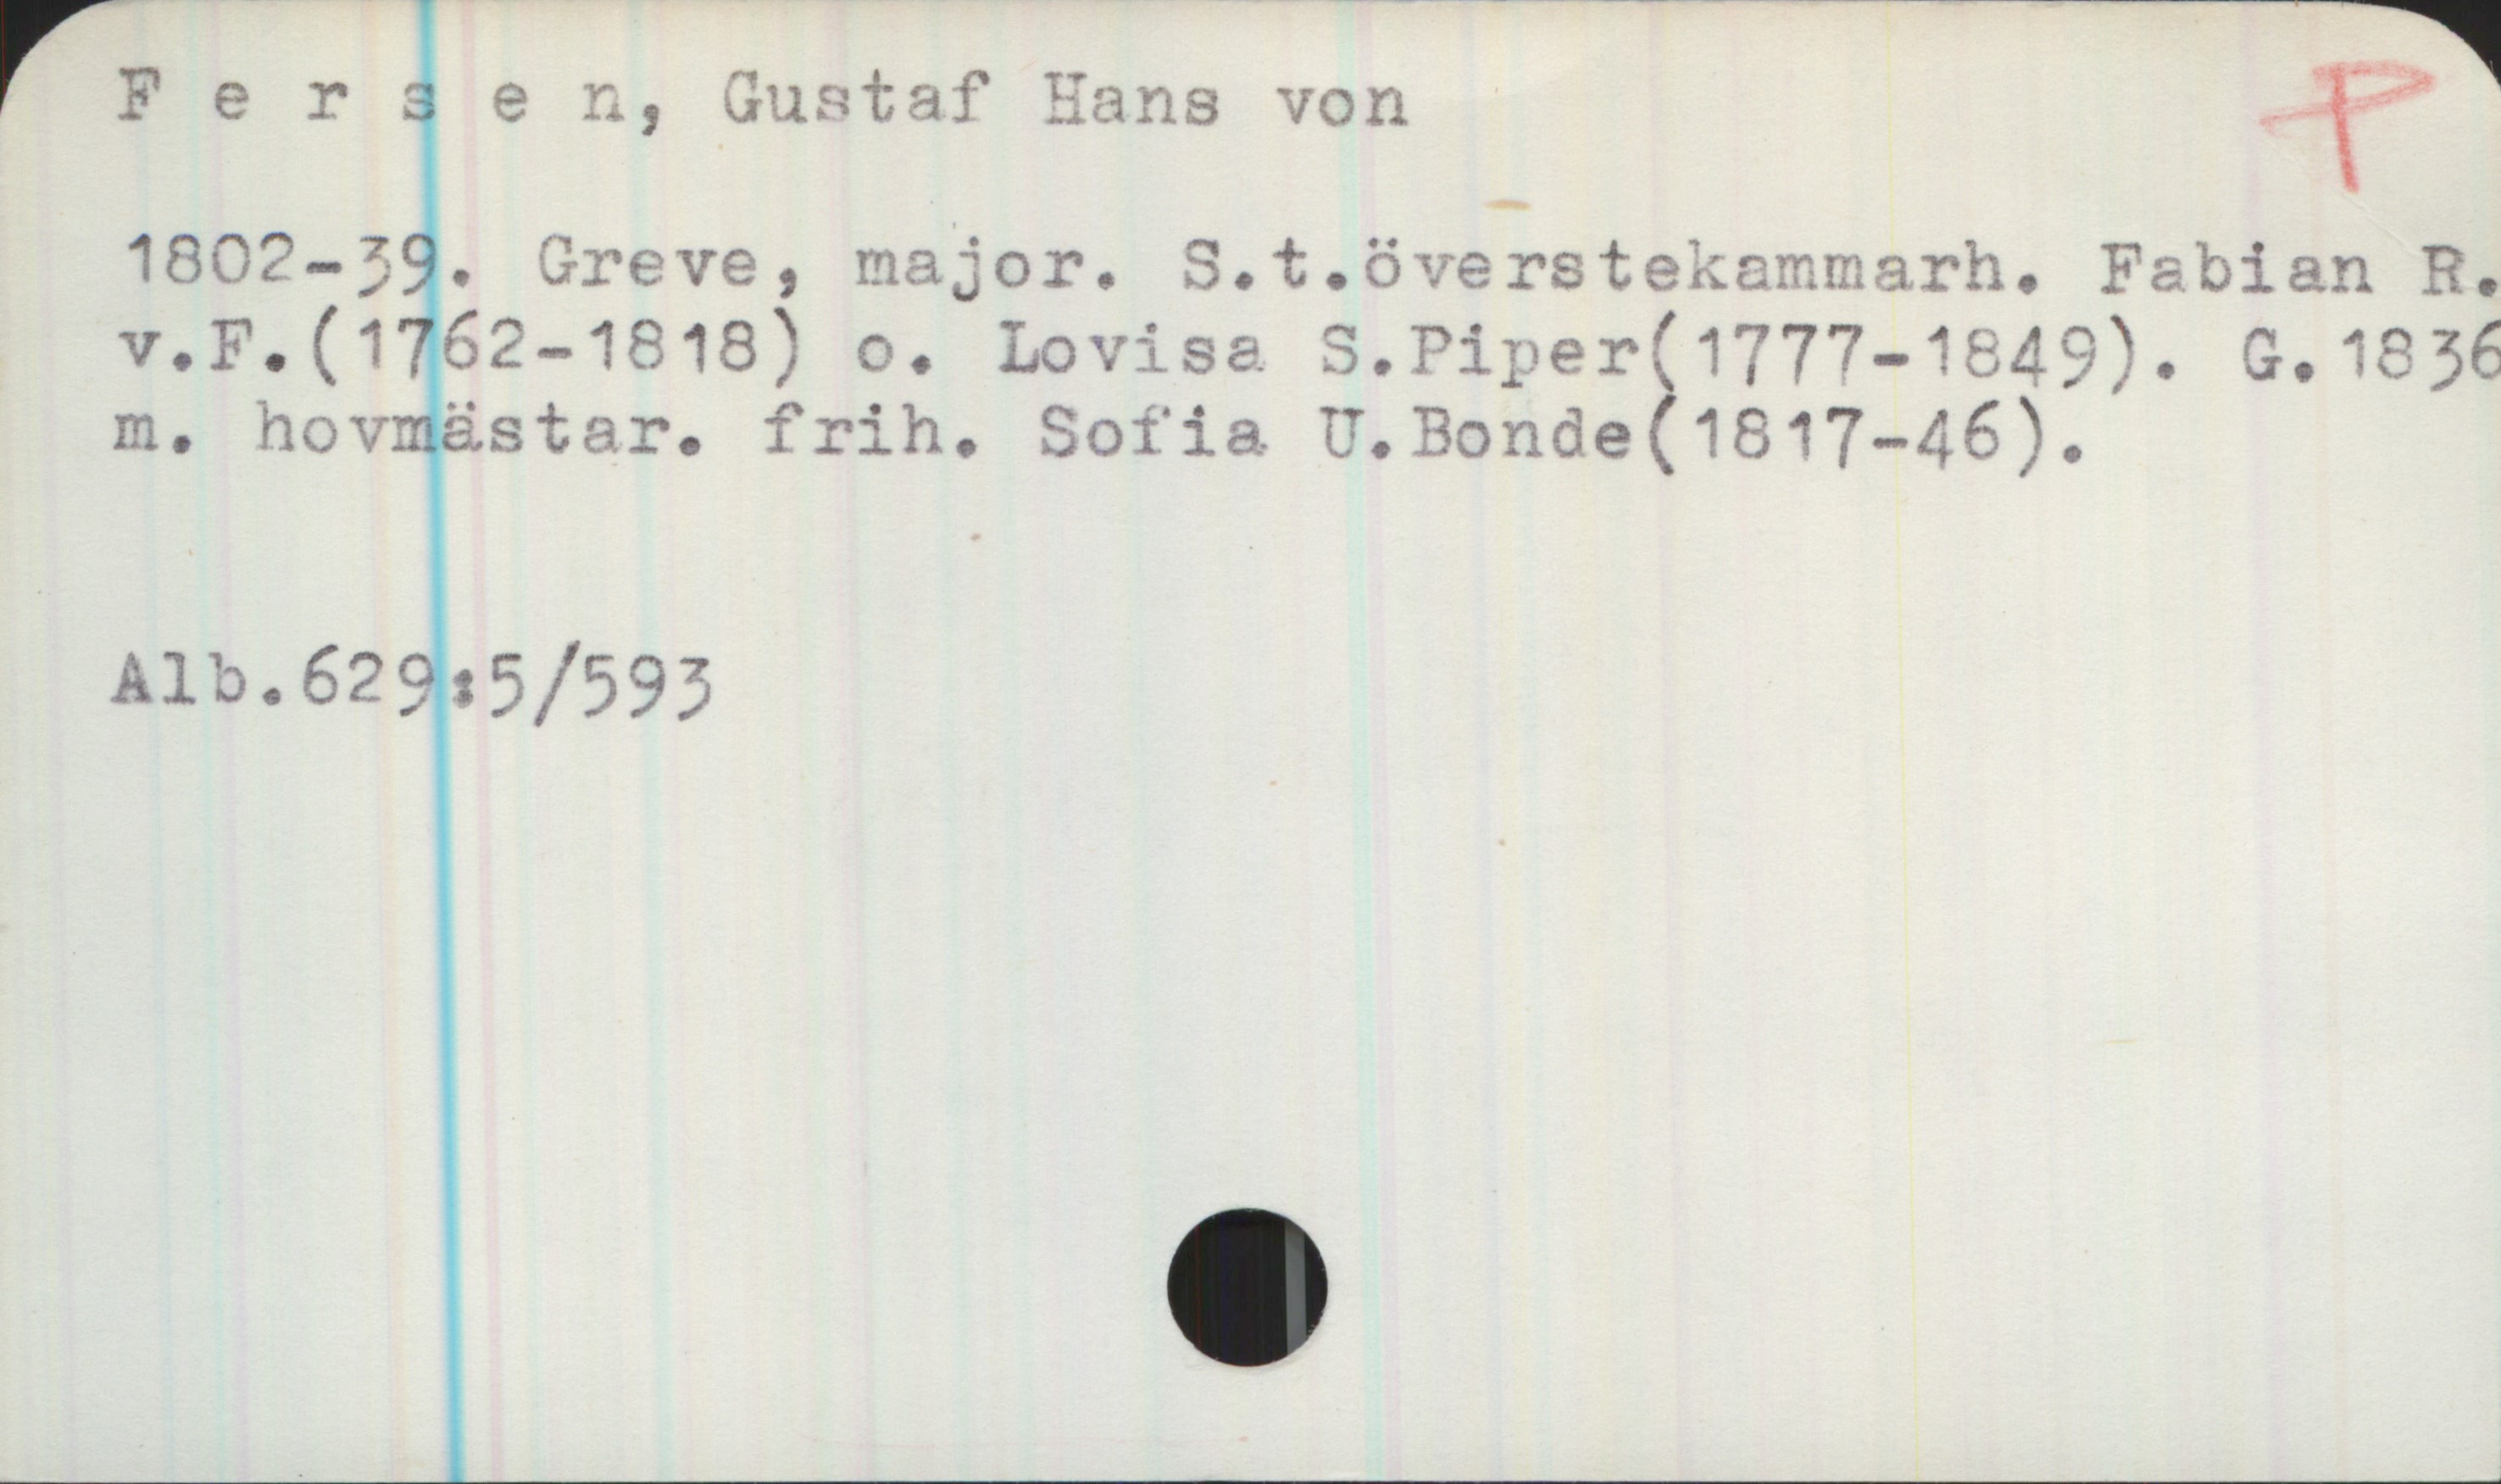 F e r s e n, Gustaf Hans von
P
1802-39. Greve, major. S.t.överstekammarh. Fabian R.
v.F.(1762-1818) o. Lovisa S.Piper(1777-1849). G.1836
m. hovmästar. frih. Sofia U.Bonde(1817-46).
Alb.629:5/593